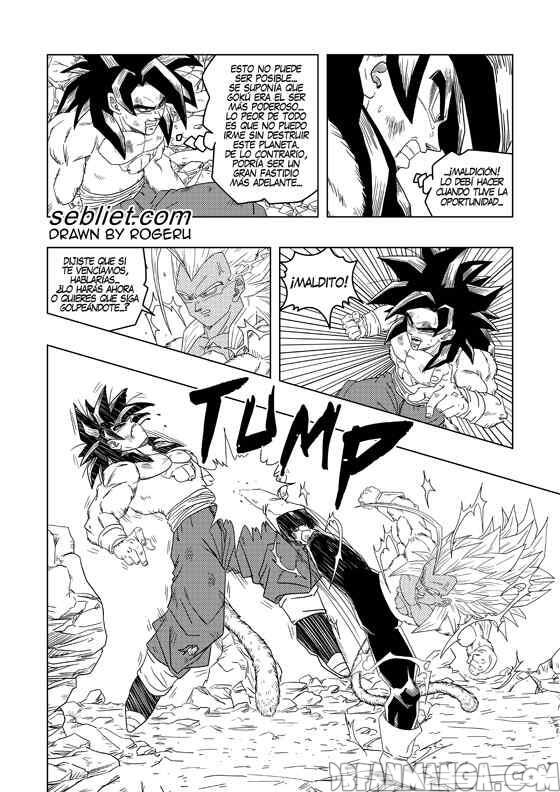 ESTO NO PUEDE
SER POSIBLE...
SE SUPONÍA QUE
GOKÚ ERA EL SER
MÁS PODEROSO...
LO PEOR DE TODO
ES QUE NO PUEDO
IRME SIN DESTRUIR
ESTE PLANETA.
DE LO CONTRARIO,
PODRÍA SER UN
GRAN FASTIDIO
MÁS ADELANTE...
...¡MALDICIÓN!
LO DEBÍ HACER
CUANDO TUVE LA
OPORTUNIDAD...
sebliet.com
DRAWN BY ROGERU
DIJISTE QUE SI
TE VENCÍAMOS,
HABLARÍAS...
¿LO HARÁS AHORA
O QUIERES QUE SIGA
GOLPEÁNDOTE...?
¡MALDITO!
TUMP
DBFANMANGA.COM